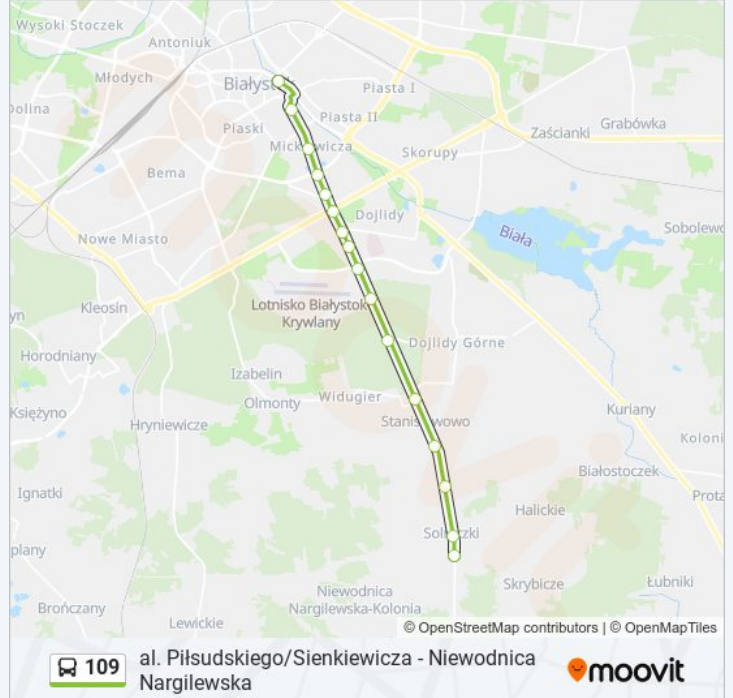 Wysoki Stoczek
Antoniuk
Młodych
Białyst
Piasta I
Dolina
Piasta II
Grabówka
Piaski
Zaścianki
Mickiewicza
Skorupy
Bema
Dojlidy
Sobolewo
Nowe Miasto
Biała
Kleosin
Lotnisko Białystok-
Krywlany
Dojlidy Górne
Horodniany
Izabelin
Widugier
Olmonty
Księżyno
Kuriany
Hryniewicze
Stanisławowo
Koloni
Białostoczek
Ignatki
Prota
Halickie
Solniczki
plany
Skrybicze
Łubniki
Niewodnica
Nargilewska-Kolonia
Brończany
Lewickie
© OpenStreetMap contributors | © OpenMapTiles
109
al. Piłsudskiego/Sienkiewicza - Niewodnica
Nargilewska
moovit